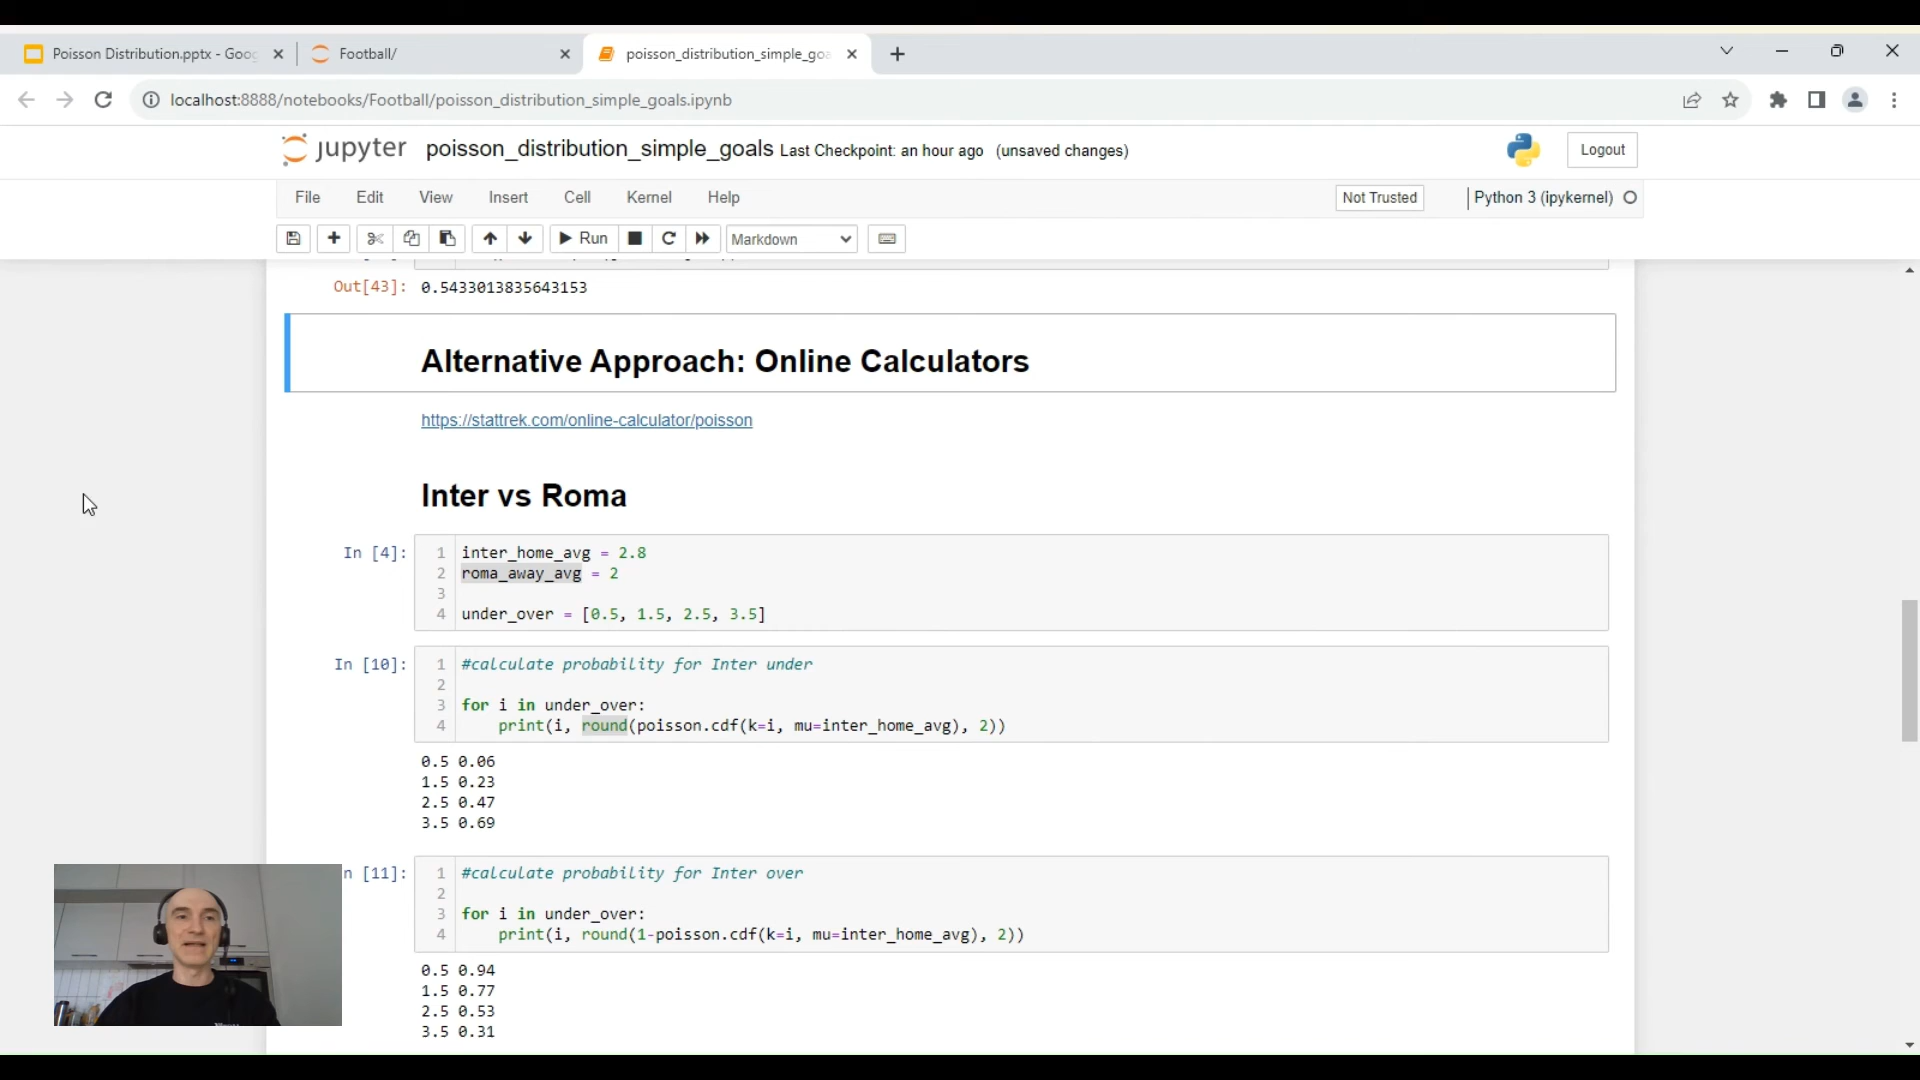 Poisson Distribution.pptx - Goog
Football/
poisson_distribution_simple_goa
localhost:8888/notebooks/Football/poisson_distribution_simple_goals.ipynb
jupyter poisson_distribution_simple_goals Last Checkpoint: an hour ago (unsaved changes)
Logout
File Edit View Insert Cell Kernel Help
Not Trusted
Python 3 (ipykernel)
Run
Markdown
Out[43]: 0.5433013835643153
Alternative Approach: Online Calculators
https://stattrek.com/online-calculator/poisson
Inter vs Roma
In [4]:
1 inter_home_avg = 2.8
2 roma_away_avg = 2
3
4 under_over = [0.5, 1.5, 2.5, 3.5]
In [10]:
1 #calculate probability for Inter under
2
3 for i in under_over:
4 print(i, round(poisson.cdf(k=i, mu=inter_home_avg), 2))
0.5 0.06
1.5 0.23
2.5 0.47
3.5 0.69
n [11]:
1 #calculate probability for Inter over
2
3 for i in under_over:
4 print(i, round(1-poisson.cdf(k=i, mu=inter_home_avg), 2))
0.5 0.94
1.5 0.77
2.5 0.53
3.5 0.31